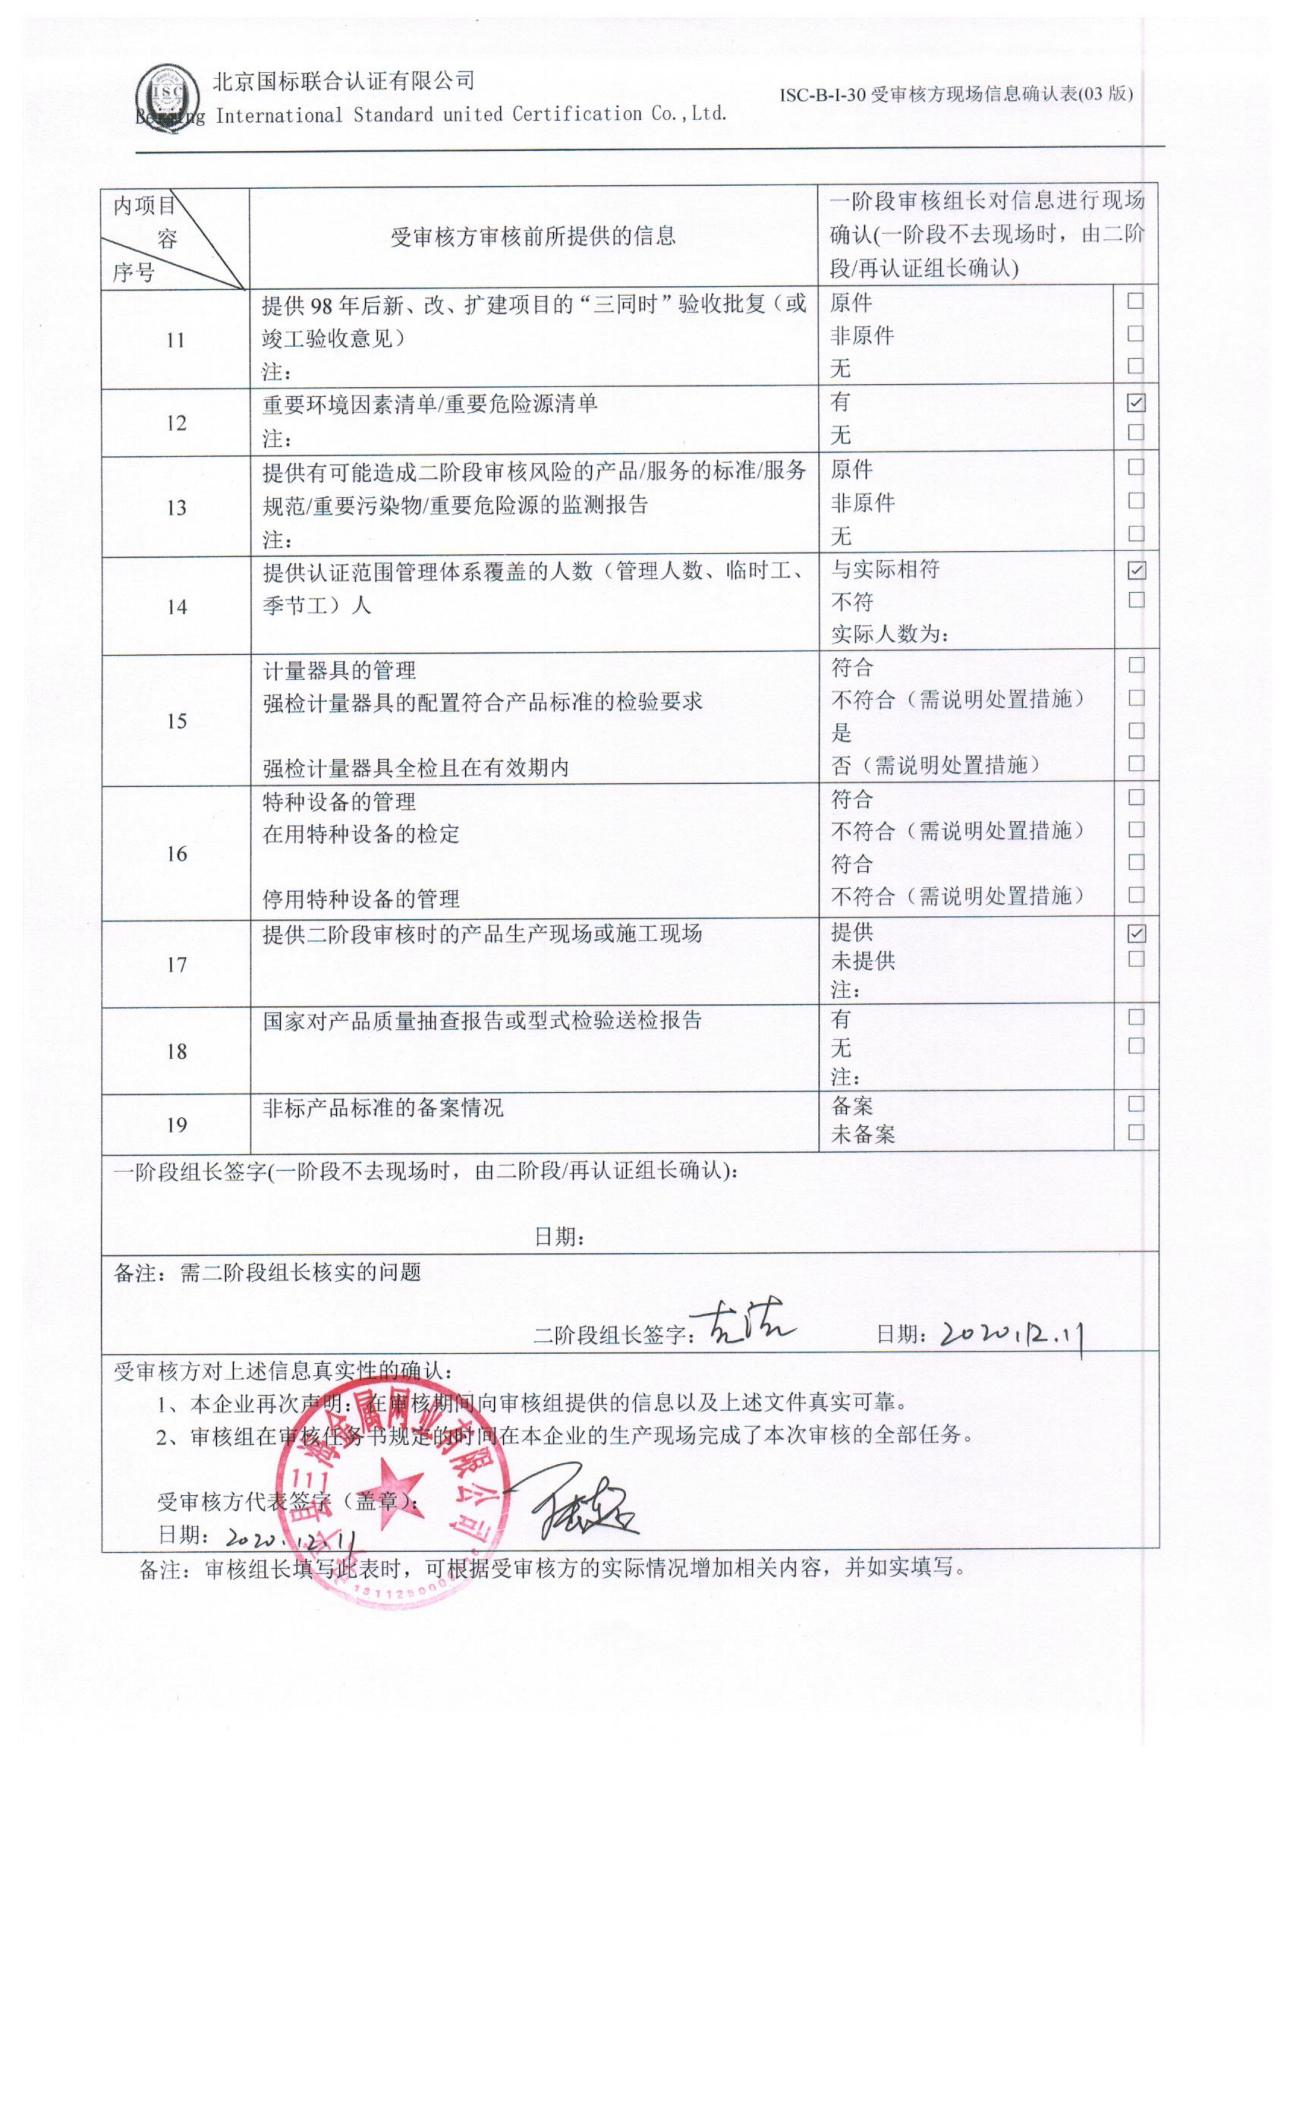 北京国标联合认证有限公司
ISC-B-I-30 受审核方现场信息确认表(03 版)
ISC
Beijing International Standard united Certification Co.,Ltd.
内项目
容
序号
受审核方审核前所提供的信息
一阶段审核组长对信息进行现场
确认(一阶段不去现场时，由二阶
段/再认证组长确认)
11
提供 98 年后新、改、扩建项目的“三同时”验收批复（或
竣工验收意见）
注：
原件 □
非原件 □
无 □
12
重要环境因素清单/重要危险源清单
注：
有 ☑
无 □
13
提供有可能造成二阶段审核风险的产品/服务的标准/服务
规范/重要污染物/重要危险源的监测报告
注：
原件 □
非原件 □
无 □
14
提供认证范围管理体系覆盖的人数（管理人数、临时工、
季节工）人
与实际相符 ☑
不符 □
实际人数为：
15
计量器具的管理
强检计量器具的配置符合产品标准的检验要求
强检计量器具全检且在有效期内
符合 □
不符合（需说明处置措施） □
是 □
否（需说明处置措施） □
16
特种设备的管理
在用特种设备的检定
停用特种设备的管理
符合 □
不符合（需说明处置措施） □
符合 □
不符合（需说明处置措施） □
17
提供二阶段审核时的产品生产现场或施工现场
提供 ☑
未提供 □
注：
18
国家对产品质量抽查报告或型式检验送检报告
有 □
无 □
注：
19
非标产品标准的备案情况
备案 □
未备案 □
一阶段组长签字(一阶段不去现场时，由二阶段/再认证组长确认)：
日期：
备注：需二阶段组长核实的问题
二阶段组长签字： 日期：2020.12.11
受审核方对上述信息真实性的确认：
1、本企业再次声明：在审核期间向审核组提供的信息以及上述文件真实可靠。
2、审核组在审核任务书规定的时间在本企业的生产现场完成了本次审核的全部任务。
受审核方代表签字（盖章）：
日期：2020.12.11
海金属网业有限公司
备注：审核组长填写此表时，可根据受审核方的实际情况增加相关内容，并如实填写。